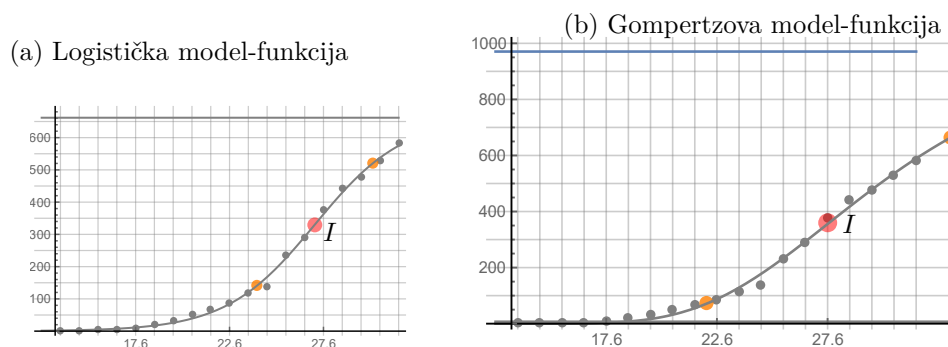 (a) Logistička model-funkcija
600
500
400
300
200
100
17.6 22.6 27.6
I
(b) Gompertzova model-funkcija
1000
800
600
400
200
17.6 22.6 27.6
I